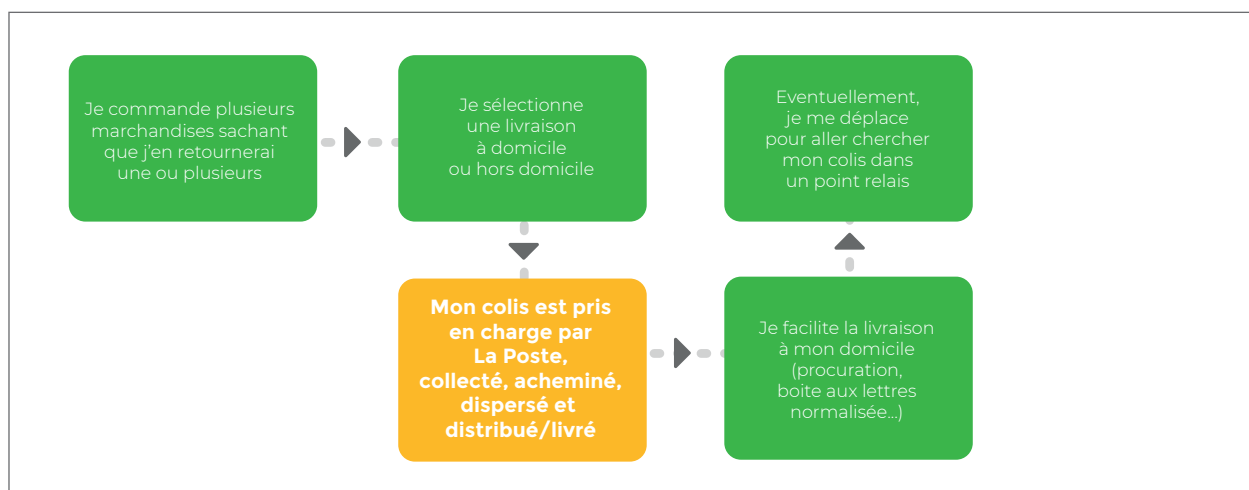 Je commande plusieurs
marchandises sachant
que j'en retournerai
une ou plusieurs
Je sélectionne
une livraison
à domicile
ou hors domicile
Mon colis est pris
en charge par
La Poste,
collecté, acheminé,
dispersé et
distribué/livré
Je facilite la livraison
à mon domicile
(procuration,
boite aux lettres
normalisée...)
Eventuellement,
je me déplace
pour aller chercher
mon colis dans
un point relais